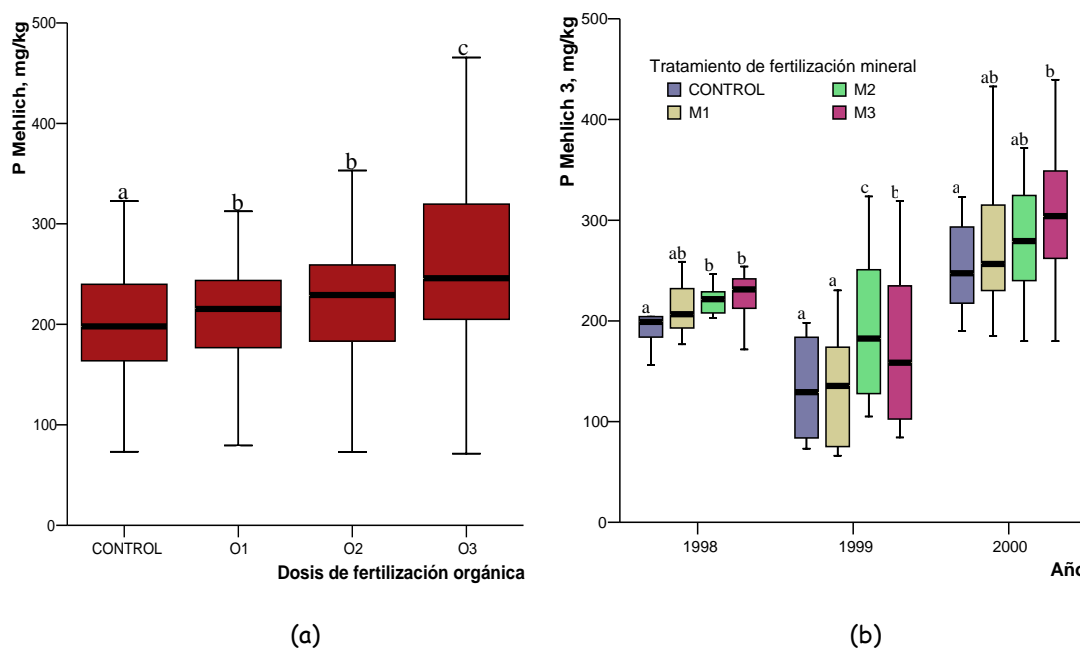 P Mehlich, mg/kg
500
400
300
200
100
0
a
b
b
c
CONTROL
O1
O2
O3
Dosis de fertilización orgánica
(a)
P Mehlich 3, mg/kg
500
400
300
200
100
0
Tratamiento de fertilización mineral
CONTROL
M1
M2
M3
a
ab
b
b
a
a
c
b
a
ab
ab
b
1998
1999
2000
Año
(b)